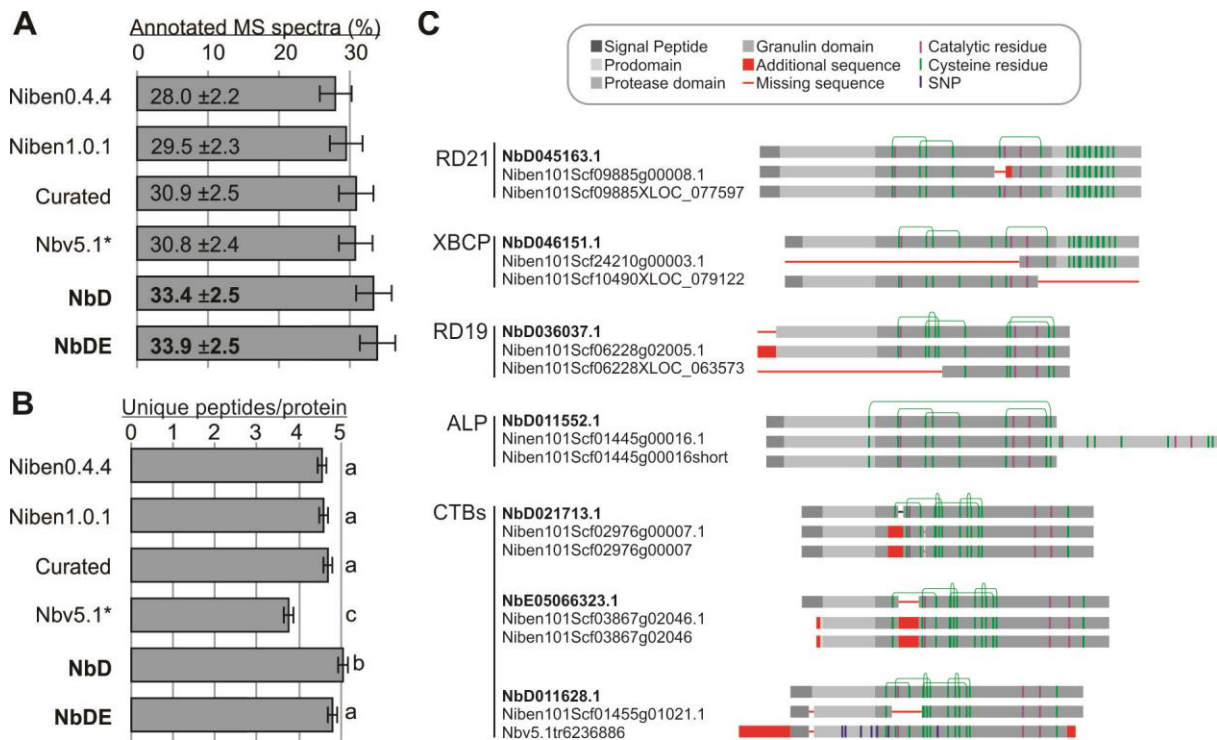 A
Annotated MS spectra (%)
0 10 20 30
Niben0.4.4 28.0 ±2.2
Niben1.0.1 29.5 ±2.3
Curated 30.9 ±2.5
Nbv5.1* 30.8 ±2.4
NbD 33.4 ±2.5
NbDE 33.9 ±2.5
B
Unique peptides/protein
0 1 2 3 4 5
Niben0.4.4 a
Niben1.0.1 a
Curated a
Nbv5.1* c
NbD b
NbDE a
C
Signal Peptide Granulin domain Catalytic residue
Prodomain Additional sequence Cysteine residue
Protease domain Missing sequence SNP
RD21
NbD045163.1
Niben101Scf09885g00008.1
Niben101Scf09885XLOC_077597
XBCP
NbD046151.1
Niben101Scf24210g00003.1
Niben101Scf10490XLOC_079122
RD19
NbD036037.1
Niben101Scf06228g02005.1
Niben101Scf06228XLOC_063573
ALP
NbD011552.1
Ninen101Scf01445g00016.1
Niben101Scf01445g00016short
CTBs
NbD021713.1
Niben101Scf02976g00007.1
Niben101Scf02976g00007
NbE05066323.1
Niben101Scf03867g02046.1
Niben101Scf03867g02046
NbD011628.1
Niben101Scf01455g01021.1
Nbv5.1tr6236886